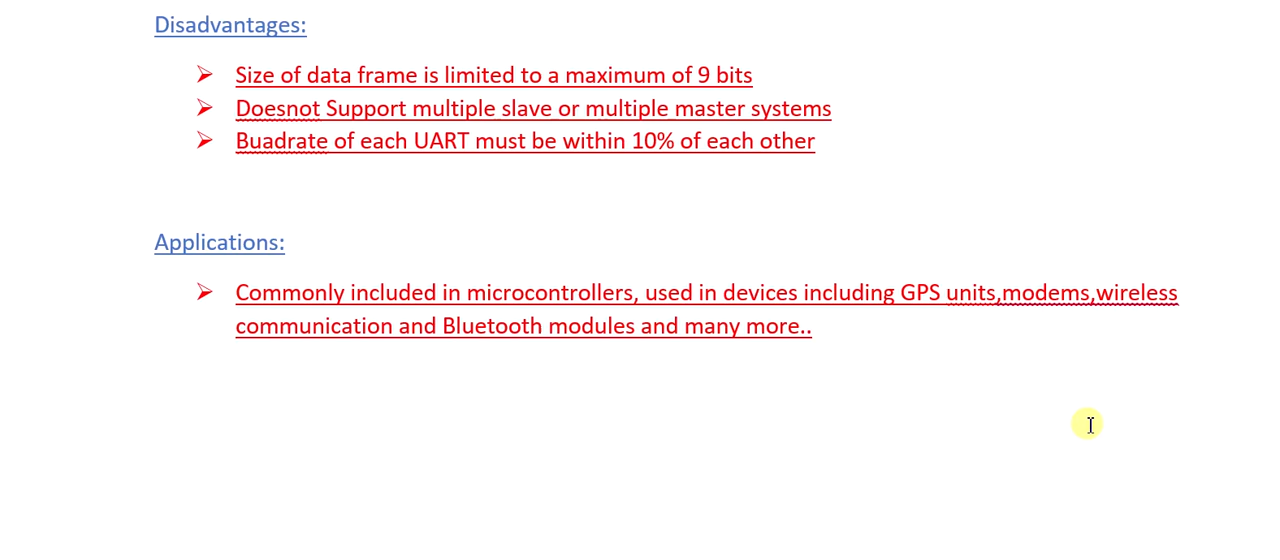 Disadvantages:
Size of data frame is limited to a maximum of 9 bits
Doesnot Support multiple slave or multiple master systems
Buadrate of each UART must be within 10% of each other
Applications:
Commonly included in microcontrollers, used in devices including GPS units,modems,wireless
communication and Bluetooth modules and many more..